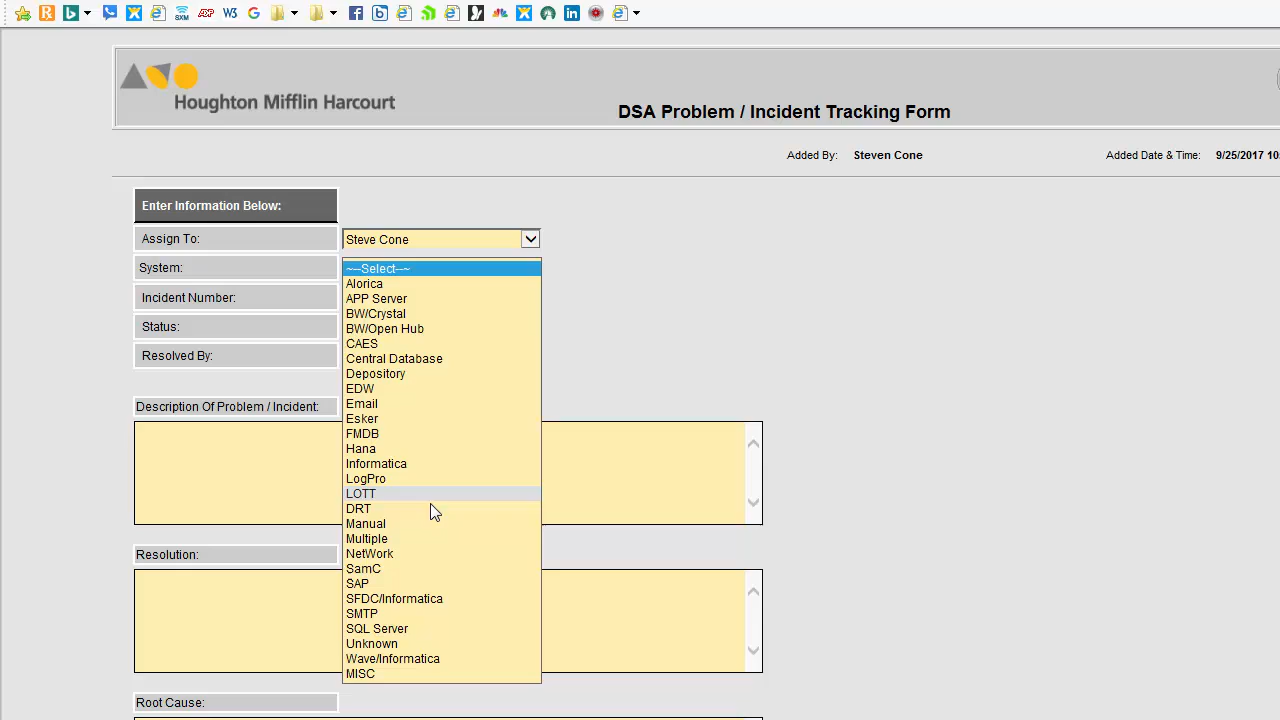 ADP W3 G
Houghton Mifflin Harcourt
DSA Problem / Incident Tracking Form
Added By: Steven Cone Added Date & Time: 9/25/2017 10:
Enter Information Below:
Assign To: Steve Cone
System:
Incident Number:
Status:
Resolved By:
~--Select--~
Alorica
APP Server
BW/Crystal
BW/Open Hub
CAES
Central Database
Depository
EDW
Email
Esker
FMDB
Hana
Informatica
LogPro
LOTT
DRT
Manual
Multiple
NetWork
SamC
SAP
SFDC/Informatica
SMTP
SQL Server
Unknown
Wave/Informatica
MISC
Description Of Problem / Incident:
Resolution:
Root Cause: